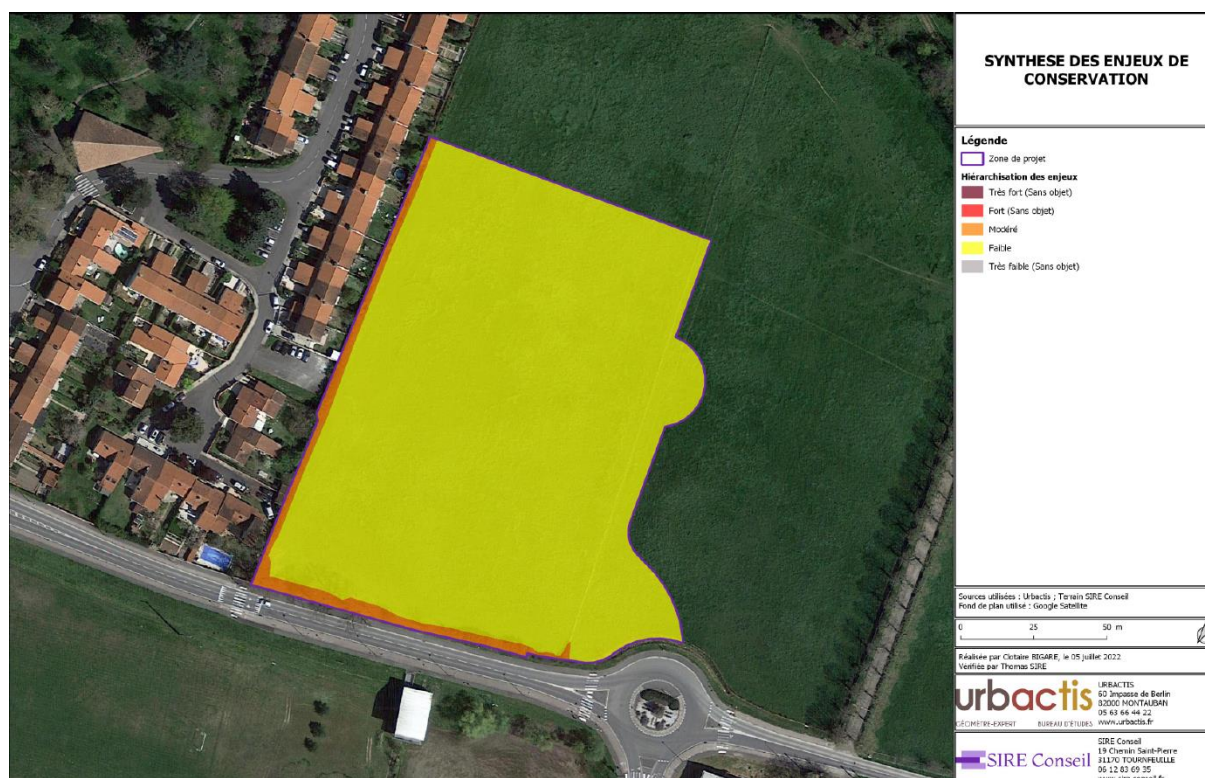 SYNTHESE DES ENJEUX DE
CONSERVATION
Légende
Zone de projet
Hiérarchisation des enjeux
Très fort (Sans objet)
Fort (Sans objet)
Modéré
Faible
Très faible (Sans objet)
Sources utilisées : Urbactis ; Terrain SIRE Conseil
Fond de plan utilisé : Google Satellite
0 25 50 m
Réalisée par Clotaire BIGARE, le 05 juillet 2022
Vérifiée par Thomas SIRE
urbactis
GÉOMÈTRE-EXPERT BUREAU D'ÉTUDES
URBACTIS
60 Impasse de Berlin
82000 MONTAUBAN
05 63 66 44 22
www.urbactis.fr
SIRE Conseil
SIRE Conseil
19 Chemin Saint-Pierre
31170 TOURNFEUILLE
06 12 83 69 35